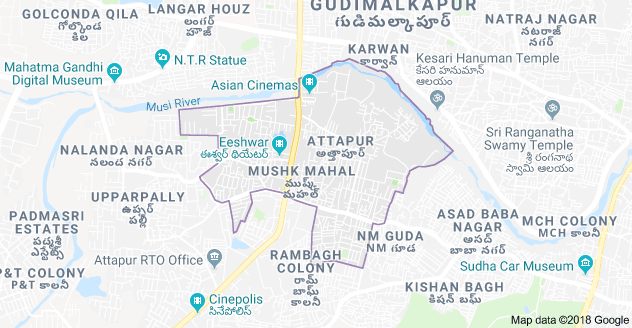 GUDIMALKAPUR
గుడిమల్కాపూర్
GOLCONDA QILA
గోల్కొండ
కిల
LANGAR HOUZ
లంగర్
హౌజ్
NATRAJ NAGAR
నటరాజ్
నగర్
KARWAN
కార్వాన్
N.T.R Statue
Mahatma Gandhi
Digital Museum
Asian Cinemas
Kesari Hanuman Temple
కేసరి హనుమాన్
ఆలయం
Musi River
Eeshwar
ఈశ్వర్ థియేటర్
ATTAPUR
అత్తాపూర్
Sri Ranganatha
Swamy Temple
శ్రీ రంగనాథ
స్వామి ఆలయం
NALANDA NAGAR
నలంద నగర్
MUSHK MAHAL
ముష్క్
మహల్
UPPARPALLY
ఉప్పర్
పల్లి
PADMASRI
ESTATES
పద్మశ్రీ
ఎస్టేట్స్
ASAD BABA
NAGAR
అసద్
బాబా నగర్
MCH COLONY
MCH కాలనీ
NM GUDA
NM గూడ
Attapur RTO Office
RAMBAGH
COLONY
రామ్
బాఘ్
కాలనీ
P&T COLONY
P&T కాలనీ
Sudha Car Museum
KISHAN BAGH
కిషన్ బఘ్
Cinepolis
సినీపోలిస్
Map data ©2018 Google